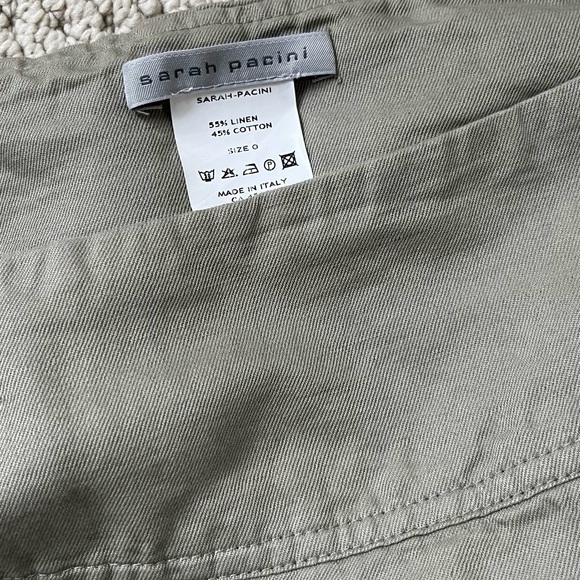 sarah pacini
SARAH-PACINI
55% LINEN
45% COTTON
SIZE 0
MADE IN ITALY